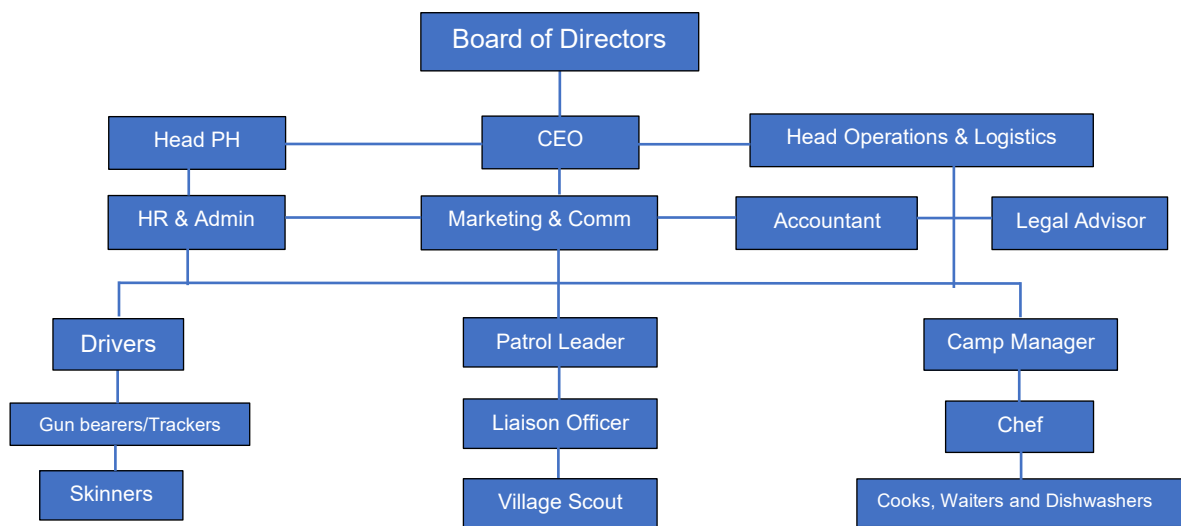 Board of Directors
Head PH
CEO
Head Operations & Logistics
HR & Admin
Marketing & Comm
Accountant
Legal Advisor
Drivers
Patrol Leader
Camp Manager
Gun bearers/Trackers
Liaison Officer
Chef
Skinners
Village Scout
Cooks, Waiters and Dishwashers